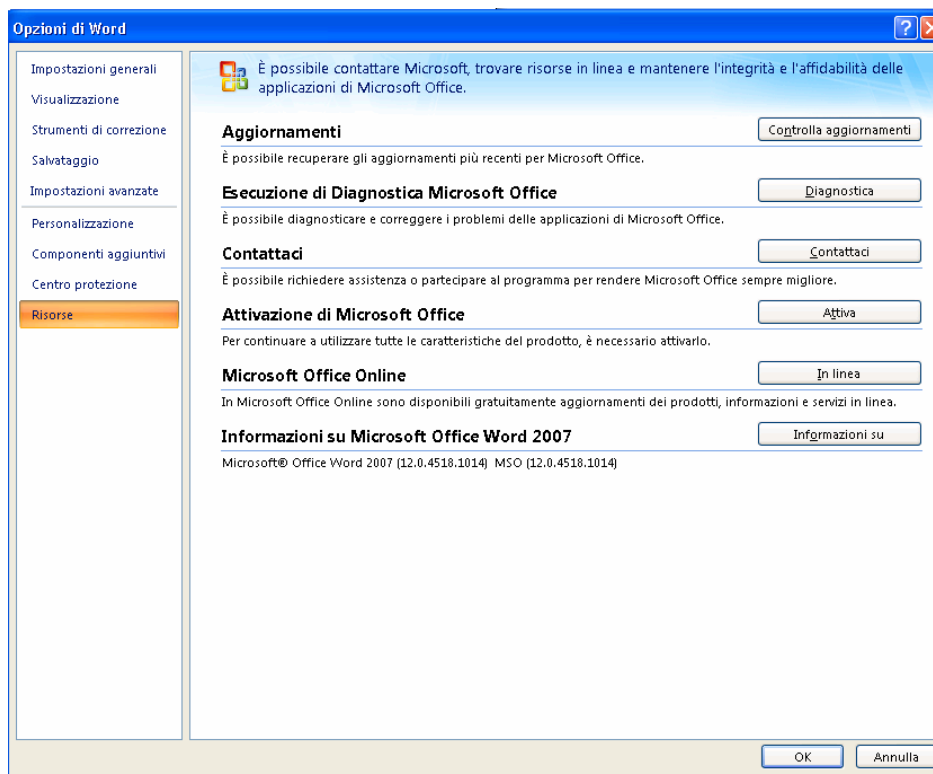 Opzioni di Word
Impostazioni generali
Visualizzazione
Strumenti di correzione
Salvataggio
Impostazioni avanzate
Personalizzazione
Componenti aggiuntivi
Centro protezione
Risorse
È possibile contattare Microsoft, trovare risorse in linea e mantenere l'integrità e l'affidabilità delle
applicazioni di Microsoft Office.
Aggiornamenti
Controlla aggiornamenti
È possibile recuperare gli aggiornamenti più recenti per Microsoft Office.
Esecuzione di Diagnostica Microsoft Office
Diagnostica
È possibile diagnosticare e correggere i problemi delle applicazioni di Microsoft Office.
Contattaci
Contattaci
È possibile richiedere assistenza o partecipare al programma per rendere Microsoft Office sempre migliore.
Attivazione di Microsoft Office
Attiva
Per continuare a utilizzare tutte le caratteristiche del prodotto, è necessario attivarlo.
Microsoft Office Online
In linea
In Microsoft Office Online sono disponibili gratuitamente aggiornamenti dei prodotti, informazioni e servizi in linea.
Informazioni su Microsoft Office Word 2007
Informazioni su
Microsoft® Office Word 2007 (12.0.4518.1014) MSO (12.0.4518.1014)
OK
Annulla